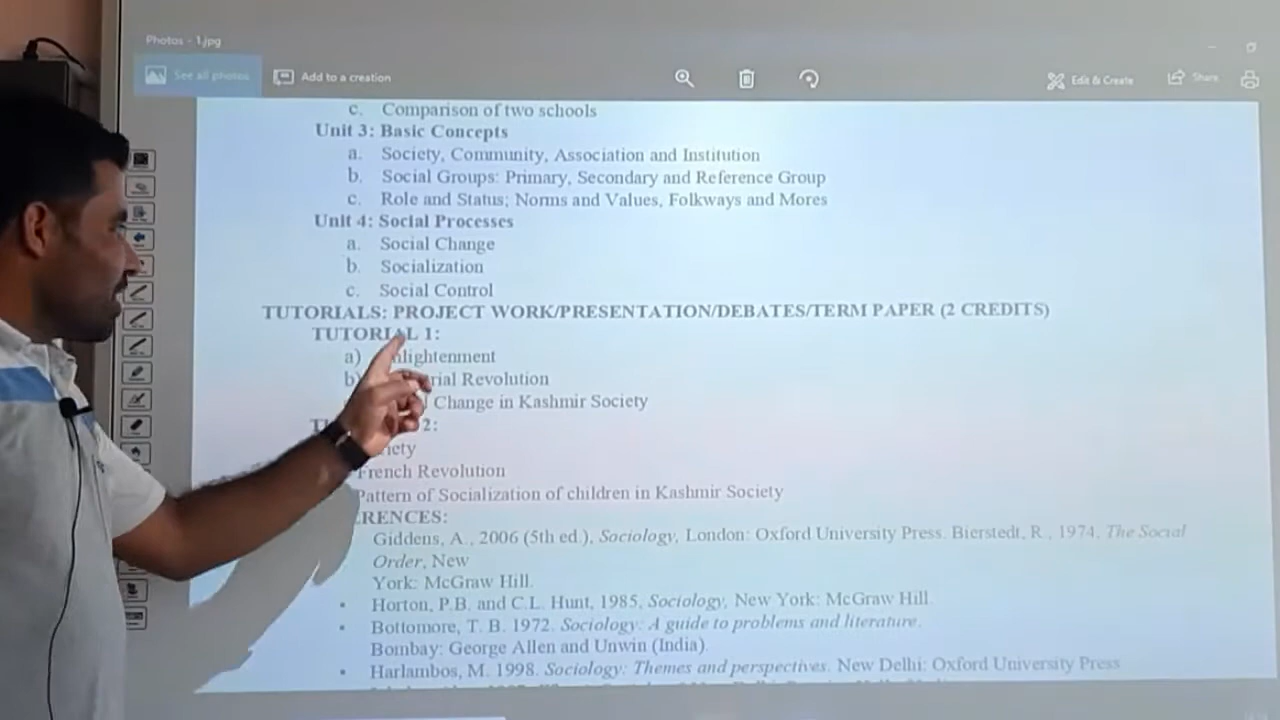 Photos - 1.jpg
See all photos
Add to a creation
Edit & Create
Share
c. Comparison of two schools
Unit 3: Basic Concepts
a. Society, Community, Association and Institution
b. Social Groups: Primary, Secondary and Reference Group
c. Role and Status; Norms and Values, Folkways and Mores
Unit 4: Social Processes
a. Social Change
b. Socialization
c. Social Control
TUTORIALS: PROJECT WORK/PRESENTATION/DEBATES/TERM PAPER (2 CREDITS)
TUTORIAL 1:
a) nlightenment
b) rial Revolution
Change in Kashmir Society
2:
iety
French Revolution
Pattern of Socialization of children in Kashmir Society
RENCES:
Giddens, A., 2006 (5th ed.), Sociology, London: Oxford University Press. Bierstedt, R., 1974, The Social
Order, New
York: McGraw Hill.
• Horton, P.B. and C.L. Hunt, 1985, Sociology, New York: McGraw Hill.
• Bottomore, T. B. 1972. Sociology: A guide to problems and literature.
Bombay: George Allen and Unwin (India).
• Harlambos, M. 1998. Sociology: Themes and perspectives. New Delhi: Oxford University Press